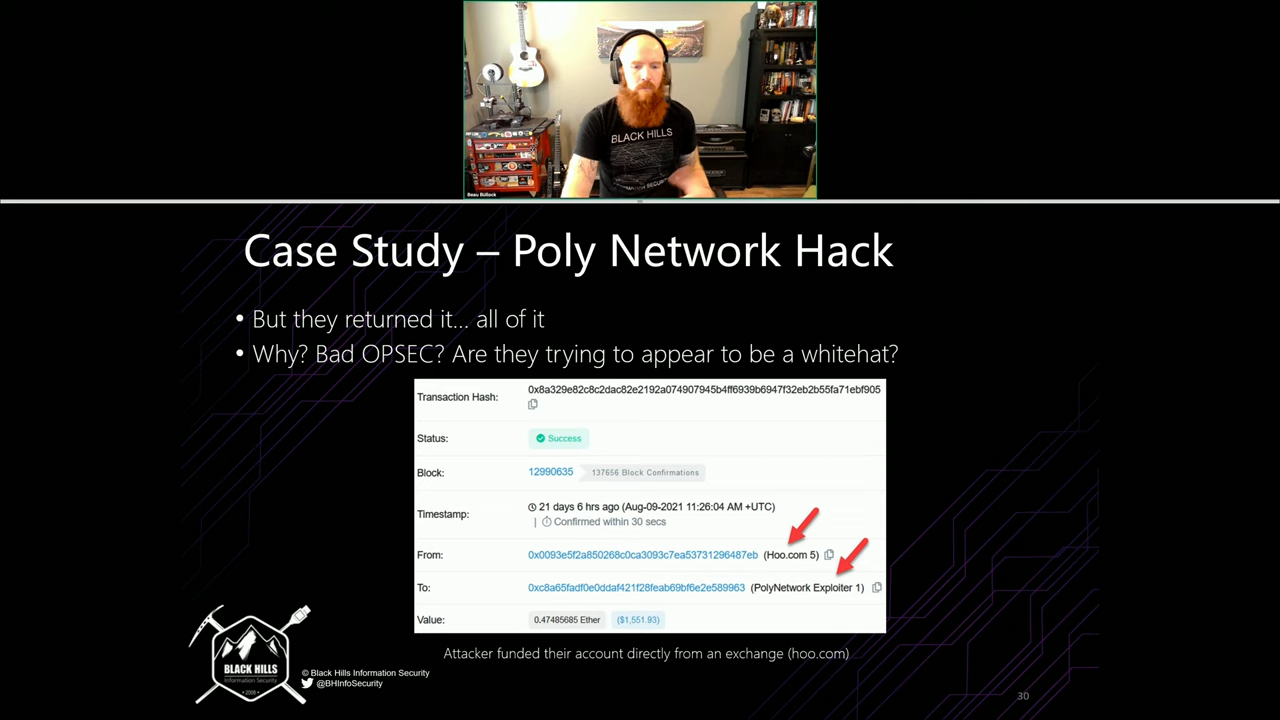 BLACK HILLS
Beau Bullock
Case Study – Poly Network Hack
• But they returned it... all of it
• Why? Bad OPSEC? Are they trying to appear to be a whitehat?
Transaction Hash: 0x8a329e82c8c2dac82e2192a074907945b4ff6939b6947f32eb2b55fa71ebf905
Status: Success
Block: 12990635 137656 Block Confirmations
Timestamp: 21 days 6 hrs ago (Aug-09-2021 11:26:04 AM +UTC)
| Confirmed within 30 secs
From: 0x0093e5f2a850268c0ca3093c7ea53731296487eb (Hoo.com 5)
To: 0xc8a65fadf0e0ddaf421f28feab69bf6e2e589963 (PolyNetwork Exploiter 1)
Value: 0.47485685 Ether ($1,551.93)
Attacker funded their account directly from an exchange (hoo.com)
BLACK HILLS
Information Security
• 2008 •
© Black Hills Information Security
@BHInfoSecurity
30